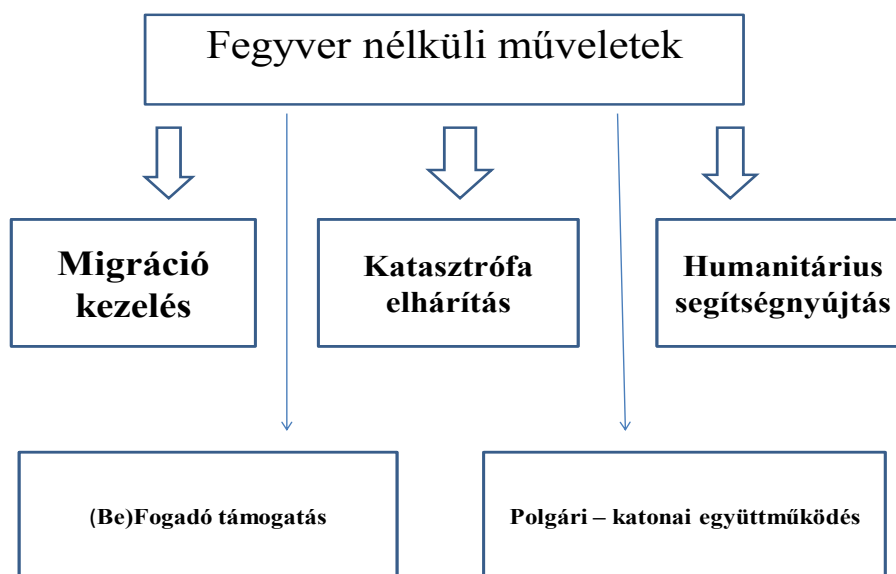 Fegyver nélküli műveletek
Migráció
kezelés
Katasztrófa
elhárítás
Humanitárius
segítségnyújtás
(Be)Fogadó támogatás
Polgári – katonai együttműködés